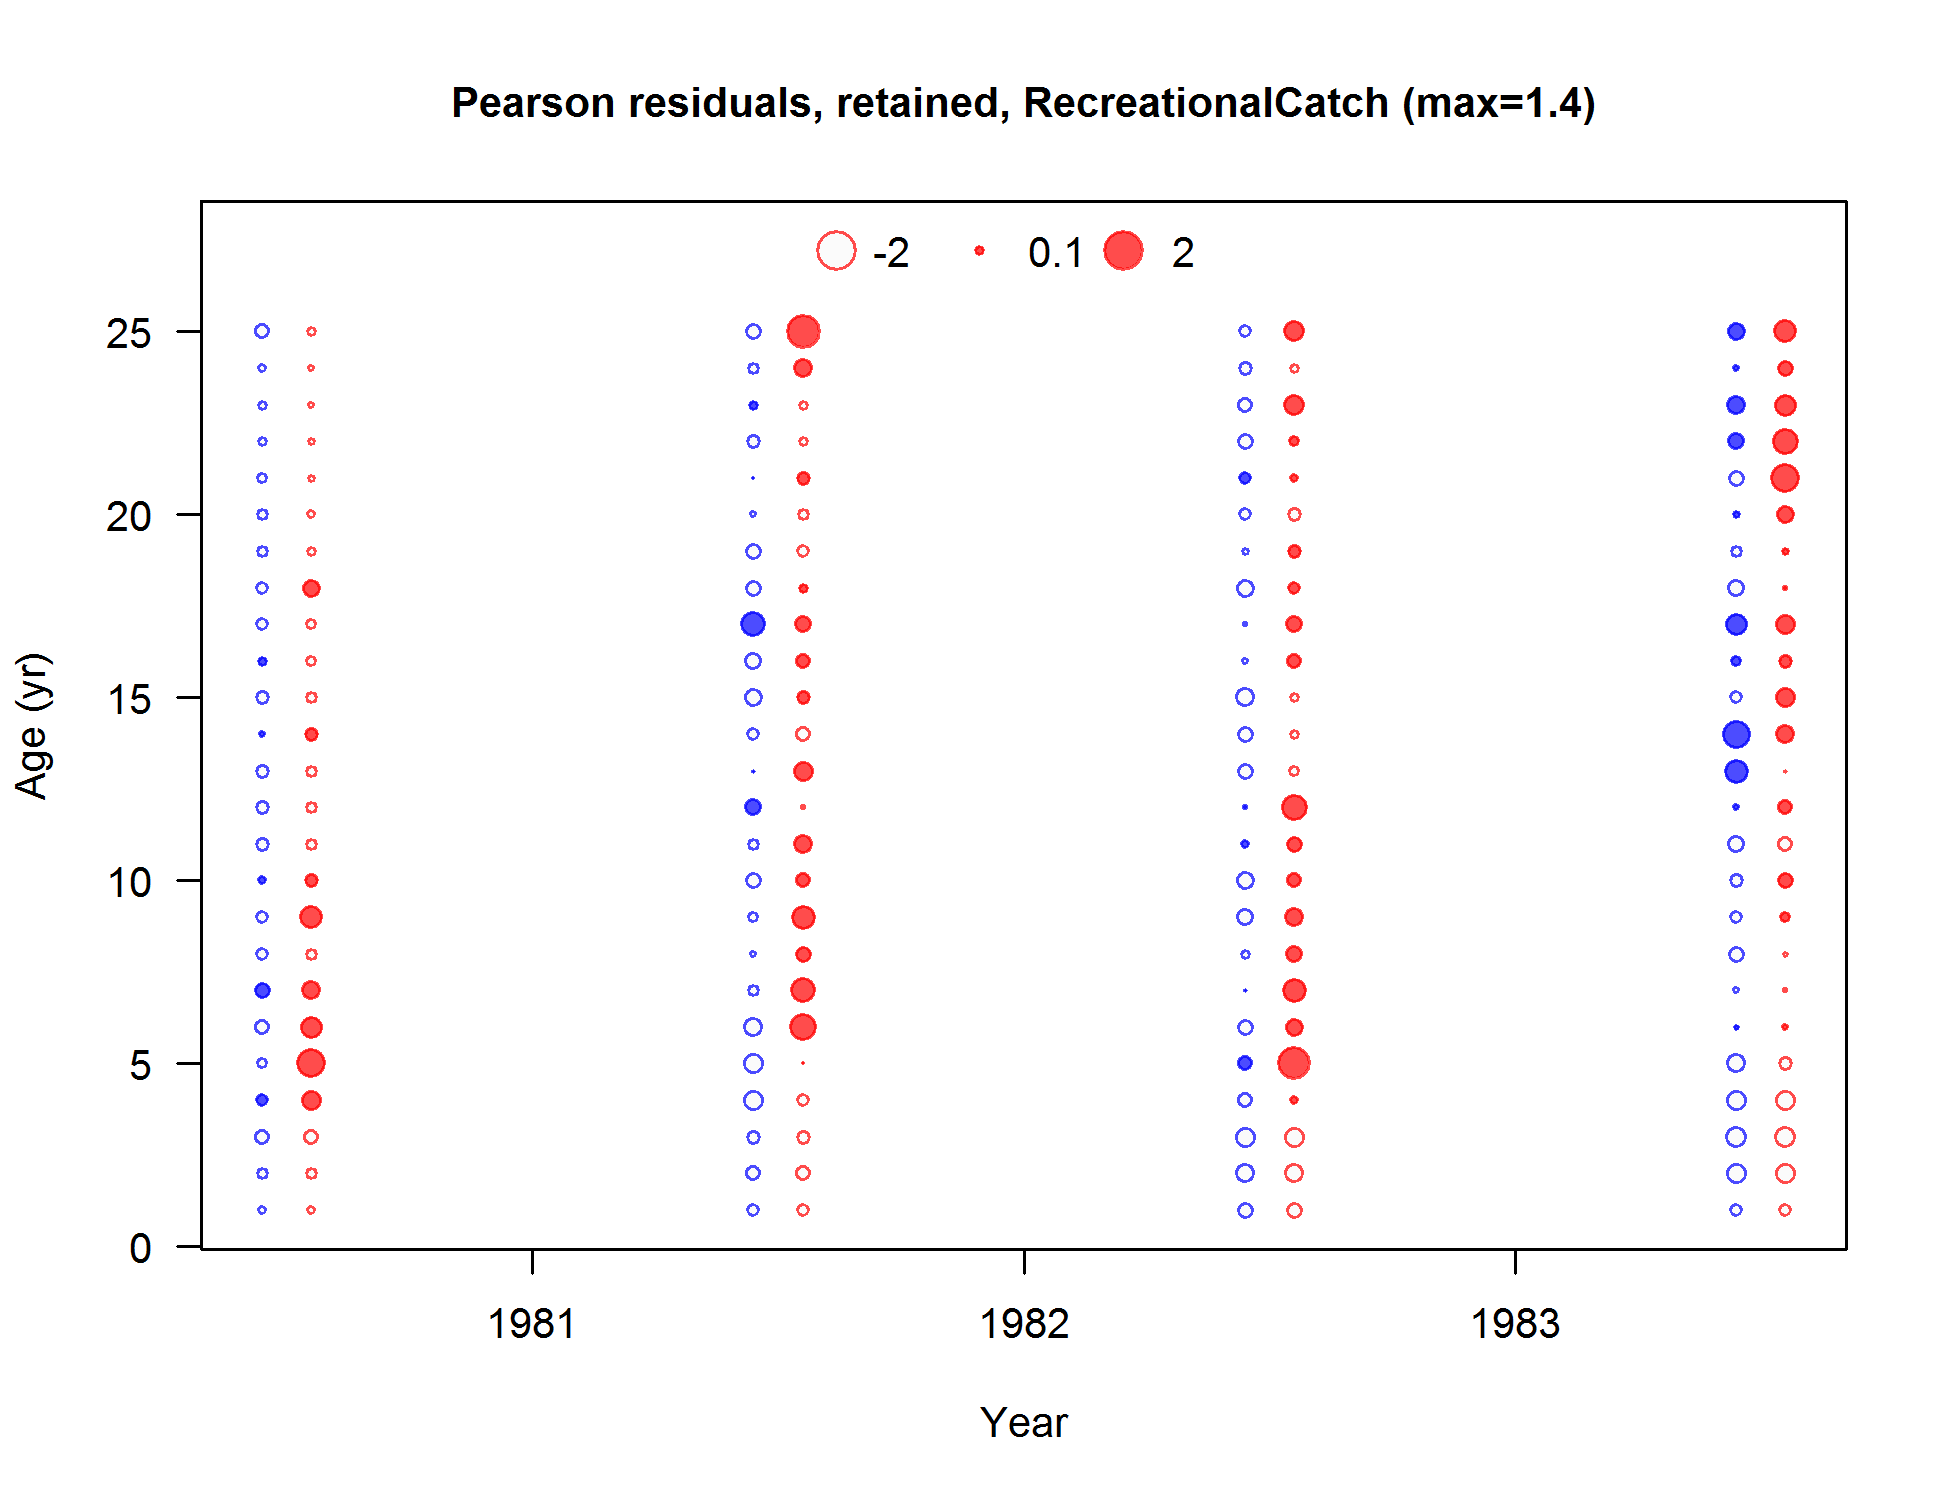 Pearson residuals, retained, RecreationalCatch (max=1.4)
-2 0.1 2
25
20
15
10
5
0
Age (yr)
1981 1982 1983
Year